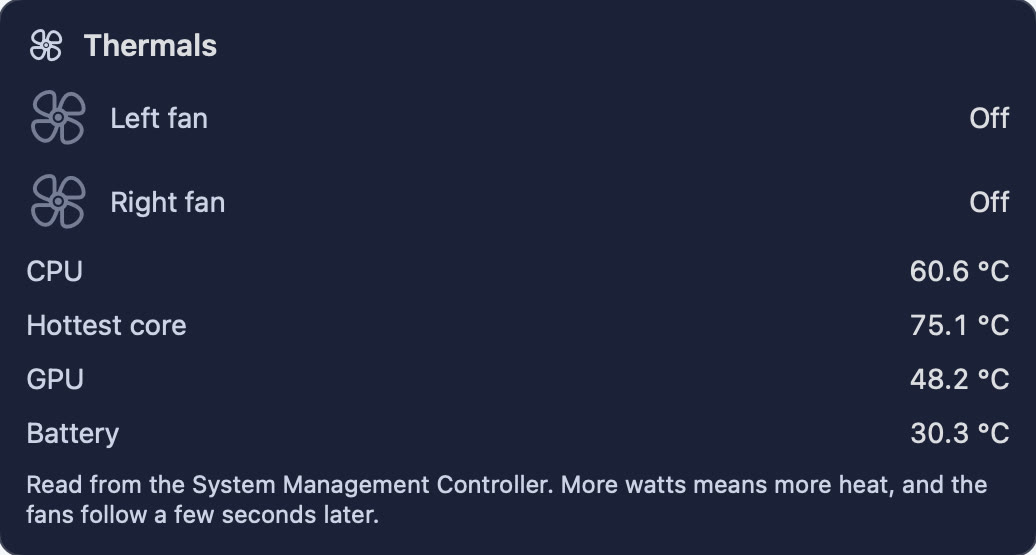 Thermals
Left fan Off
Right fan Off
CPU 60.6 °C
Hottest core 75.1 °C
GPU 48.2 °C
Battery 30.3 °C
Read from the System Management Controller. More watts means more heat, and the
fans follow a few seconds later.